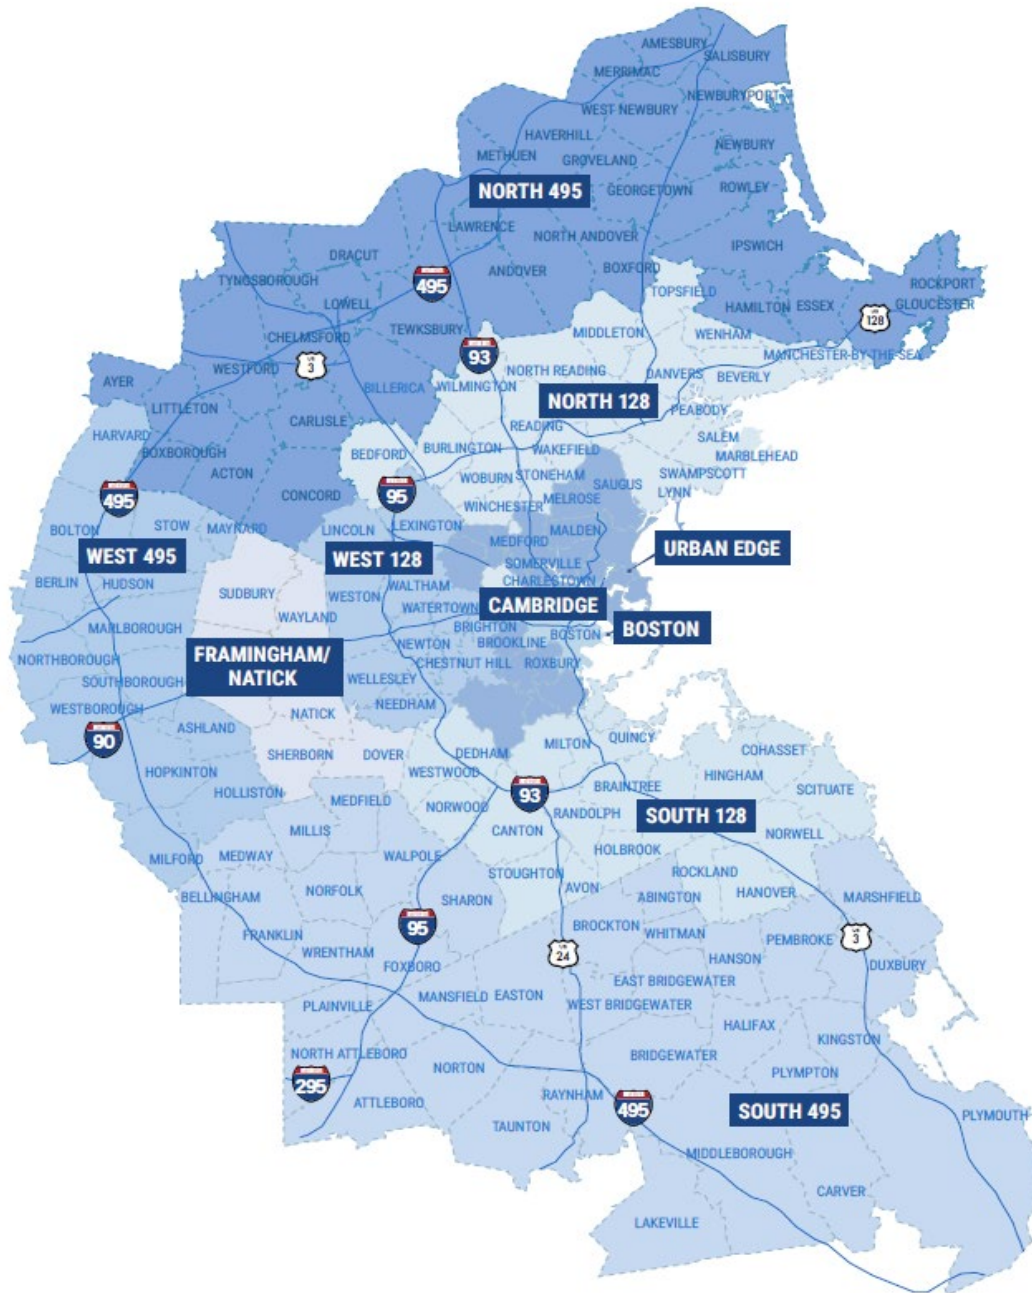 AMESBURY
SALISBURY
MERRIMAC
NEWBURYPORT
WEST NEWBURY
HAVERHILL
NEWBURY
METHUEN
GROVELAND
NORTH 495
GEORGETOWN
ROWLEY
LAWRENCE
NORTH ANDOVER
IPSWICH
DRACUT
BOXFORD
ANDOVER
TYNGSBOROUGH
495
ROCKPORT
TOPSFIELD
LOWELL
HAMILTON
ESSEX
GLOUCESTER
US
128
TEWKSBURY
MIDDLETON
WENHAM
CHELMSFORD
93
MANCHESTER-BY-THE-SEA
US
3
WESTFORD
NORTH READING
DANVERS
BEVERLY
AYER
BILLERICA
WILMINGTON
NORTH 128
LITTLETON
PEABODY
CARLISLE
READING
HARVARD
SALEM
BURLINGTON
WAKEFIELD
BEDFORD
BOXBOROUGH
MARBLEHEAD
ACTON
WOBURN
STONEHAM
SWAMPSCOTT
SAUGUS
LYNN
CONCORD
95
495
MELROSE
WINCHESTER
BOLTON
STOW
MAYNARD
LINCOLN
LEXINGTON
MALDEN
MEDFORD
URBAN EDGE
WEST 495
WEST 128
SOMERVILLE
BERLIN
HUDSON
CHARLESTOWN
WALTHAM
SUDBURY
WESTON
CAMBRIDGE
WATERTOWN
WAYLAND
MARLBOROUGH
BRIGHTON
BOSTON
BOSTON
NEWTON
BROOKLINE
FRAMINGHAM/
NATICK
NORTHBOROUGH
CHESTNUT HILL
ROXBURY
SOUTHBOROUGH
WELLESLEY
WESTBOROUGH
NEEDHAM
NATICK
ASHLAND
90
QUINCY
MILTON
COHASSET
SHERBORN
DOVER
DEDHAM
HOPKINTON
WESTWOOD
HINGHAM
BRAINTREE
SCITUATE
HOLLISTON
MEDFIELD
93
NORWOOD
RANDOLPH
SOUTH 128
MILLIS
CANTON
NORWELL
HOLBROOK
MILFORD
MEDWAY
WALPOLE
STOUGHTON
ROCKLAND
AVON
HANOVER
NORFOLK
BELLINGHAM
SHARON
ABINGTON
MARSHFIELD
95
BROCKTON
FRANKLIN
WHITMAN
PEMBROKE
US
3
WRENTHAM
US
24
HANSON
FOXBORO
DUXBURY
EAST BRIDGEWATER
MANSFIELD
EASTON
PLAINVILLE
WEST BRIDGEWATER
HALIFAX
KINGSTON
NORTH ATTLEBORO
BRIDGEWATER
NORTON
PLYMPTON
295
RAYNHAM
ATTLEBORO
495
SOUTH 495
PLYMOUTH
TAUNTON
MIDDLEBOROUGH
CARVER
LAKEVILLE